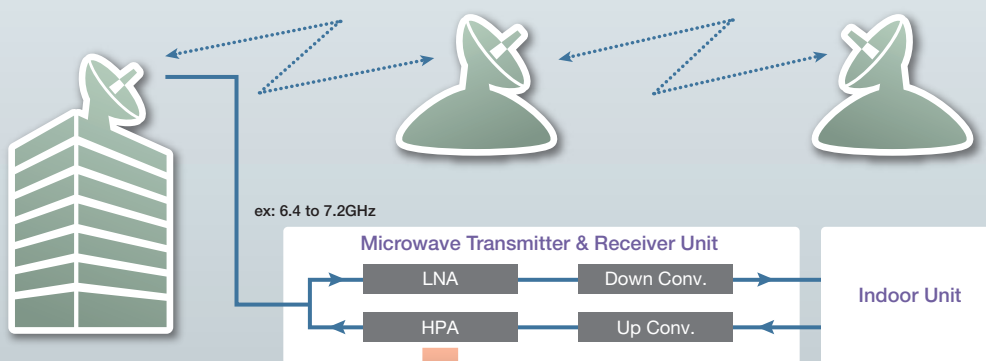 ex: 6.4 to 7.2GHz
Microwave Transmitter & Receiver Unit
LNA
Down Conv.
Indoor Unit
HPA
Up Conv.